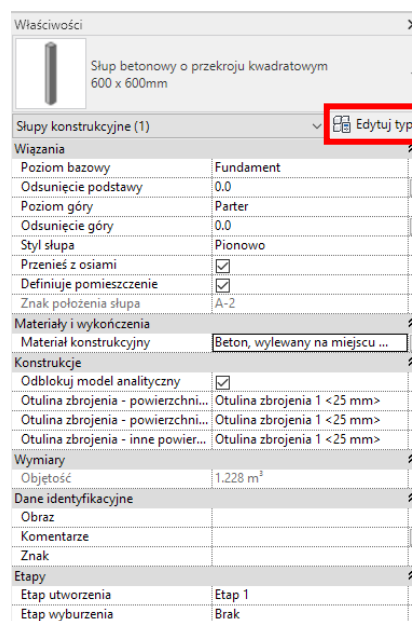 Właściwości
Słup betonowy o przekroju kwadratowym
600 x 600mm
Słupy konstrukcyjne (1) Edytuj typ
Wiązania
Poziom bazowy Fundament
Odsunięcie podstawy 0.0
Poziom góry Parter
Odsunięcie góry 0.0
Styl słupa Pionowo
Przenieś z osiami
Definiuje pomieszczenie
Znak położenia słupa A-2
Materiały i wykończenia
Materiał konstrukcyjny Beton, wylewany na miejscu ...
Konstrukcje
Odblokuj model analityczny
Otulina zbrojenia - powierzchni... Otulina zbrojenia 1 <25 mm>
Otulina zbrojenia - powierzchni... Otulina zbrojenia 1 <25 mm>
Otulina zbrojenia - inne powier... Otulina zbrojenia 1 <25 mm>
Wymiary
Objętość 1.228 m³
Dane identyfikacyjne
Obraz
Komentarze
Znak
Etapy
Etap utworzenia Etap 1
Etap wyburzenia Brak